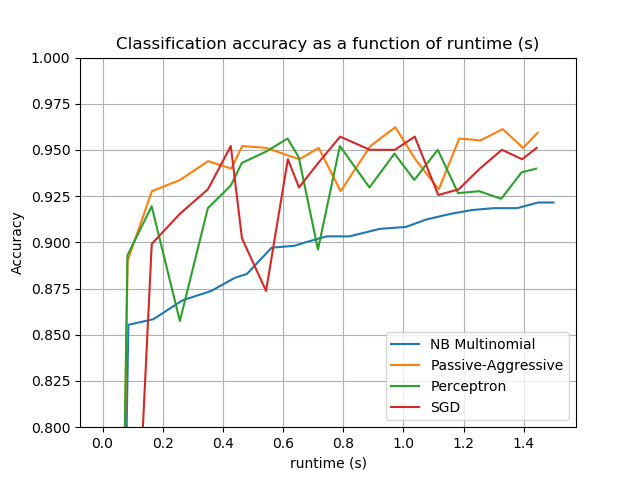 Classification accuracy as a function of runtime (s)
Accuracy
1.000
0.975
0.950
0.925
0.900
0.875
0.850
0.825
0.800
0.0 0.2 0.4 0.6 0.8 1.0 1.2 1.4
runtime (s)
NB Multinomial
Passive-Aggressive
Perceptron
SGD